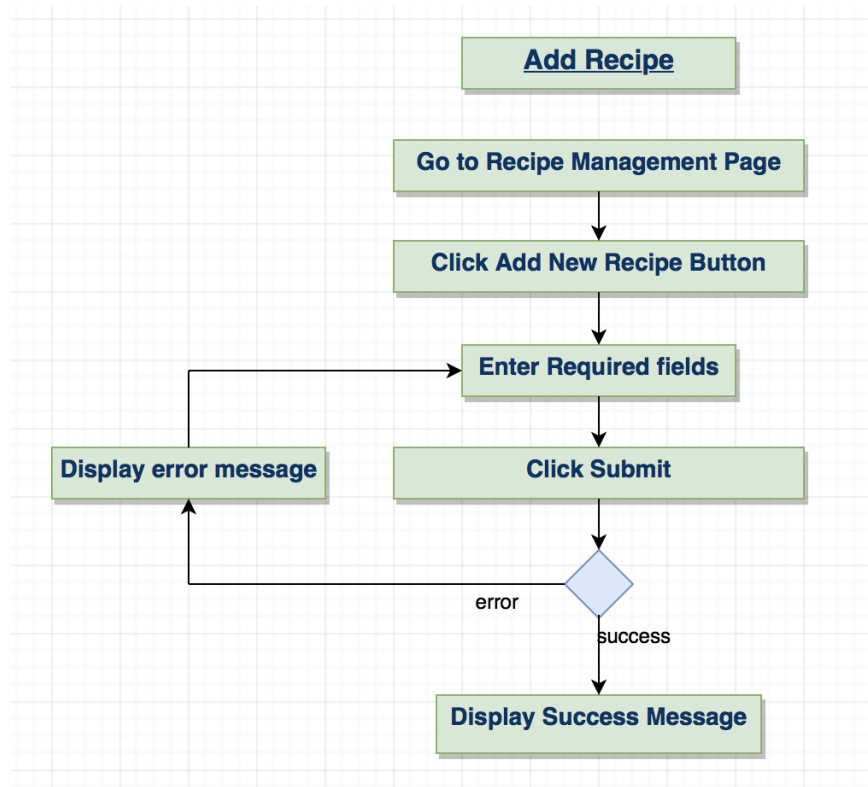 Add Recipe
Go to Recipe Management Page
Click Add New Recipe Button
Enter Required fields
Display error message
Click Submit
error
success
Display Success Message